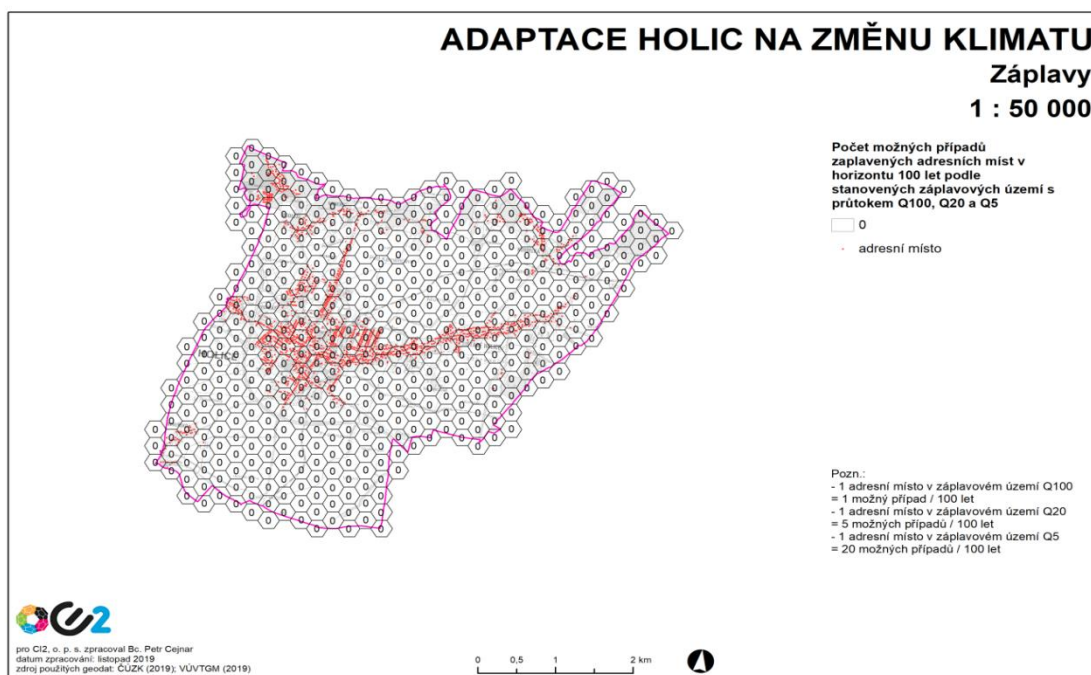 ADAPTACE HOLIC NA ZMĚNU KLIMATU
Záplavy
1 : 50 000
Počet možných případů
zaplavených adresních míst v
horizontu 100 let podle
stanovených záplavových území s
průtokem Q100, Q20 a Q5
0
adresní místo
HOLICE
Pozn.:
- 1 adresní místo v záplavovém území Q100
= 1 možný případ / 100 let
- 1 adresní místo v záplavovém území Q20
= 5 možných případů / 100 let
- 1 adresní místo v záplavovém území Q5
= 20 možných případů / 100 let
CI2
pro CI2, o. p. s. zpracoval Bc. Petr Cejnar
datum zpracování: listopad 2019
zdroj použitých geodat: ČÚZK (2019); VÚVTGM (2019)
0 0,5 1 2 km